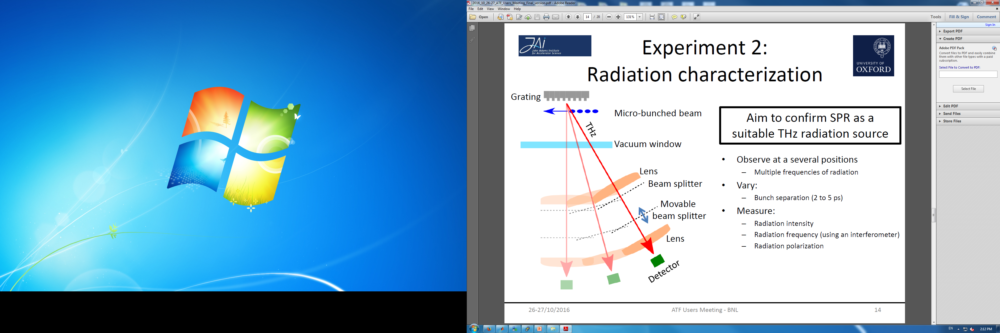 2016_10_26-27_ATF_Users_Meeting_Final_version.pdf - Adobe Reader
File Edit View Window Help
Open 14 / 20 131% Tools Fill & Sign Comment
Sign In
Export PDF
Create PDF
Adobe PDF Pack
Convert files to PDF and easily combine
them with other file types with a paid
subscription.
Select File to Convert to PDF:
Select File
Edit PDF
Send Files
Store Files
JAi
John Adams Institute
for Accelerator Science
Experiment 2:
Radiation characterization
UNIVERSITY OF
OXFORD
Grating
Micro-bunched beam
THz
Vacuum window
Lens
Beam splitter
Movable
beam splitter
Lens
Detector
Aim to confirm SPR as a
suitable THz radiation source
• Observe at a several positions
– Multiple frequencies of radiation
• Vary:
– Bunch separation (2 to 5 ps)
• Measure:
– Radiation intensity
– Radiation frequency (using an interferometer)
– Radiation polarization
26-27/10/2016 ATF Users Meeting - BNL 14
EN 2:12 PM